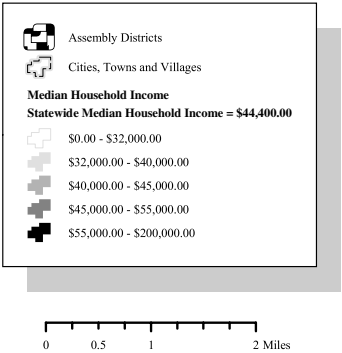 Assembly Districts
Cities, Towns and Villages
Median Household Income
Statewide Median Household Income = $44,400.00
$0.00 - $32,000.00
$32,000.00 - $40,000.00
$40,000.00 - $45,000.00
$45,000.00 - $55,000.00
$55,000.00 - $200,000.00
0 0.5 1 2 Miles